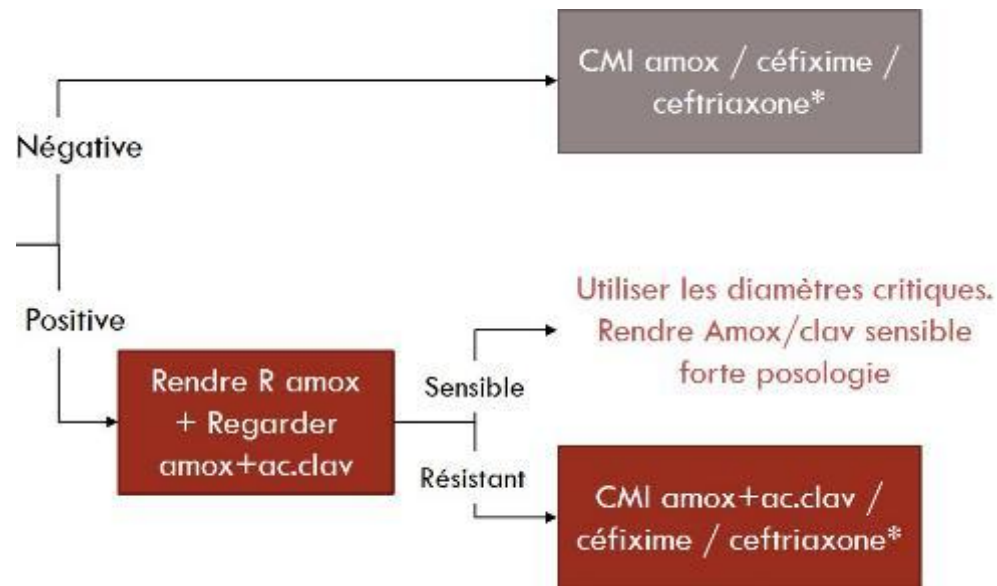 CMI amox / céfixime /
ceftriaxone*
Négative
Positive
Rendre R amox
+ Regarder
amox+ac.clav
Sensible
Utiliser les diamètres critiques.
Rendre Amox/clav sensible
forte posologie
Résistant
CMI amox+ac.clav /
céfixime / ceftriaxone*